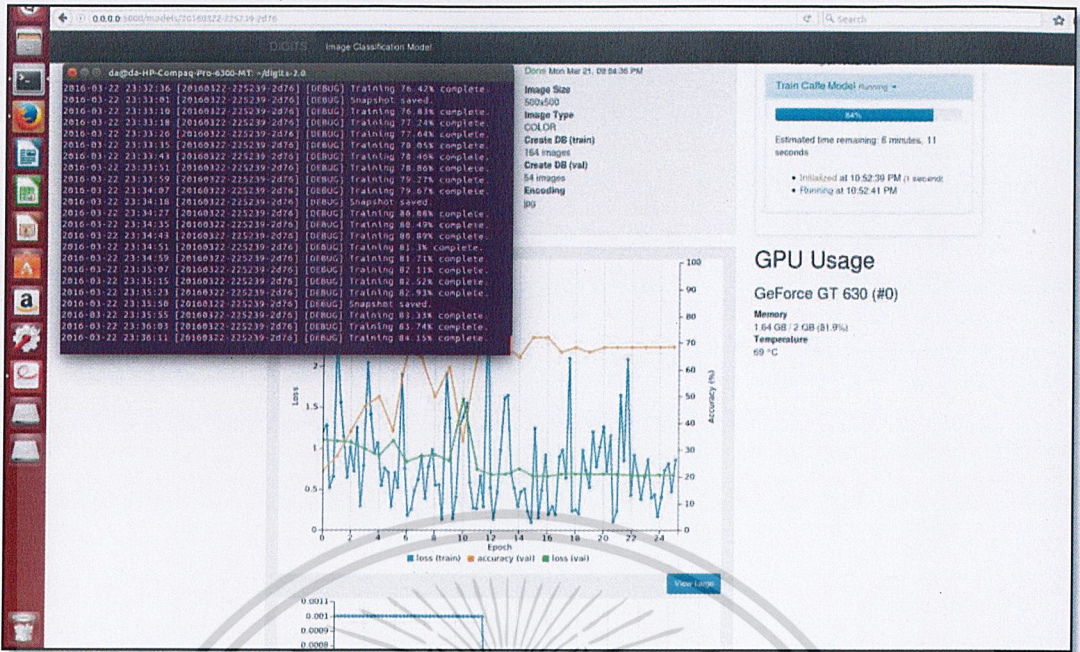 0.0.0.0:5000/models/20160322-225239-2d76
Search
DIGITS Image Classification Model
da@da-HP-Compaq-Pro-6300-MT: ~/digits-2.0
2016-03-22 23:32:36 [20160322-225239-2d76] [DEBUG] Training 76.42% complete.
2016-03-22 23:33:01 [20160322-225239-2d76] [DEBUG] Snapshot saved.
2016-03-22 23:33:10 [20160322-225239-2d76] [DEBUG] Training 76.83% complete.
2016-03-22 23:33:18 [20160322-225239-2d76] [DEBUG] Training 77.24% complete.
2016-03-22 23:33:26 [20160322-225239-2d76] [DEBUG] Training 77.64% complete.
2016-03-22 23:33:35 [20160322-225239-2d76] [DEBUG] Training 78.05% complete.
2016-03-22 23:33:43 [20160322-225239-2d76] [DEBUG] Training 78.46% complete.
2016-03-22 23:33:51 [20160322-225239-2d76] [DEBUG] Training 78.86% complete.
2016-03-22 23:33:59 [20160322-225239-2d76] [DEBUG] Training 79.27% complete.
2016-03-22 23:34:07 [20160322-225239-2d76] [DEBUG] Training 79.67% complete.
2016-03-22 23:34:18 [20160322-225239-2d76] [DEBUG] Snapshot saved.
2016-03-22 23:34:27 [20160322-225239-2d76] [DEBUG] Training 80.08% complete.
2016-03-22 23:34:35 [20160322-225239-2d76] [DEBUG] Training 80.49% complete.
2016-03-22 23:34:43 [20160322-225239-2d76] [DEBUG] Training 80.89% complete.
2016-03-22 23:34:51 [20160322-225239-2d76] [DEBUG] Training 81.3% complete.
2016-03-22 23:34:59 [20160322-225239-2d76] [DEBUG] Training 81.71% complete.
2016-03-22 23:35:07 [20160322-225239-2d76] [DEBUG] Training 82.11% complete.
2016-03-22 23:35:15 [20160322-225239-2d76] [DEBUG] Training 82.52% complete.
2016-03-22 23:35:23 [20160322-225239-2d76] [DEBUG] Training 82.93% complete.
2016-03-22 23:35:50 [20160322-225239-2d76] [DEBUG] Snapshot saved.
2016-03-22 23:35:55 [20160322-225239-2d76] [DEBUG] Training 83.33% complete.
2016-03-22 23:36:03 [20160322-225239-2d76] [DEBUG] Training 83.74% complete.
2016-03-22 23:36:11 [20160322-225239-2d76] [DEBUG] Training 84.15% complete.
Done Mon Mar 21, 09:54:36 PM
Image Size
500x500
Image Type
COLOR
Create DB (train)
164 images
Create DB (val)
54 images
Encoding
jpg
Train Caffe Model Running
84%
Estimated time remaining: 6 minutes, 11
seconds
Initialized at 10:52:39 PM (1 second)
Running at 10:52:41 PM
GPU Usage
GeForce GT 630 (#0)
Memory
1.64 GB / 2 GB (81.9%)
Temperature
69 °C
100
90
80
70
60
50
40
30
20
10
0
Accuracy (%)
2
1.5
1
0.5
0
Loss
0 2 4 6 8 10 12 14 16 18 20 22 24
Epoch
loss (train) accuracy (val) loss (val)
View Large
0.0011
0.001
0.0009
0.0008